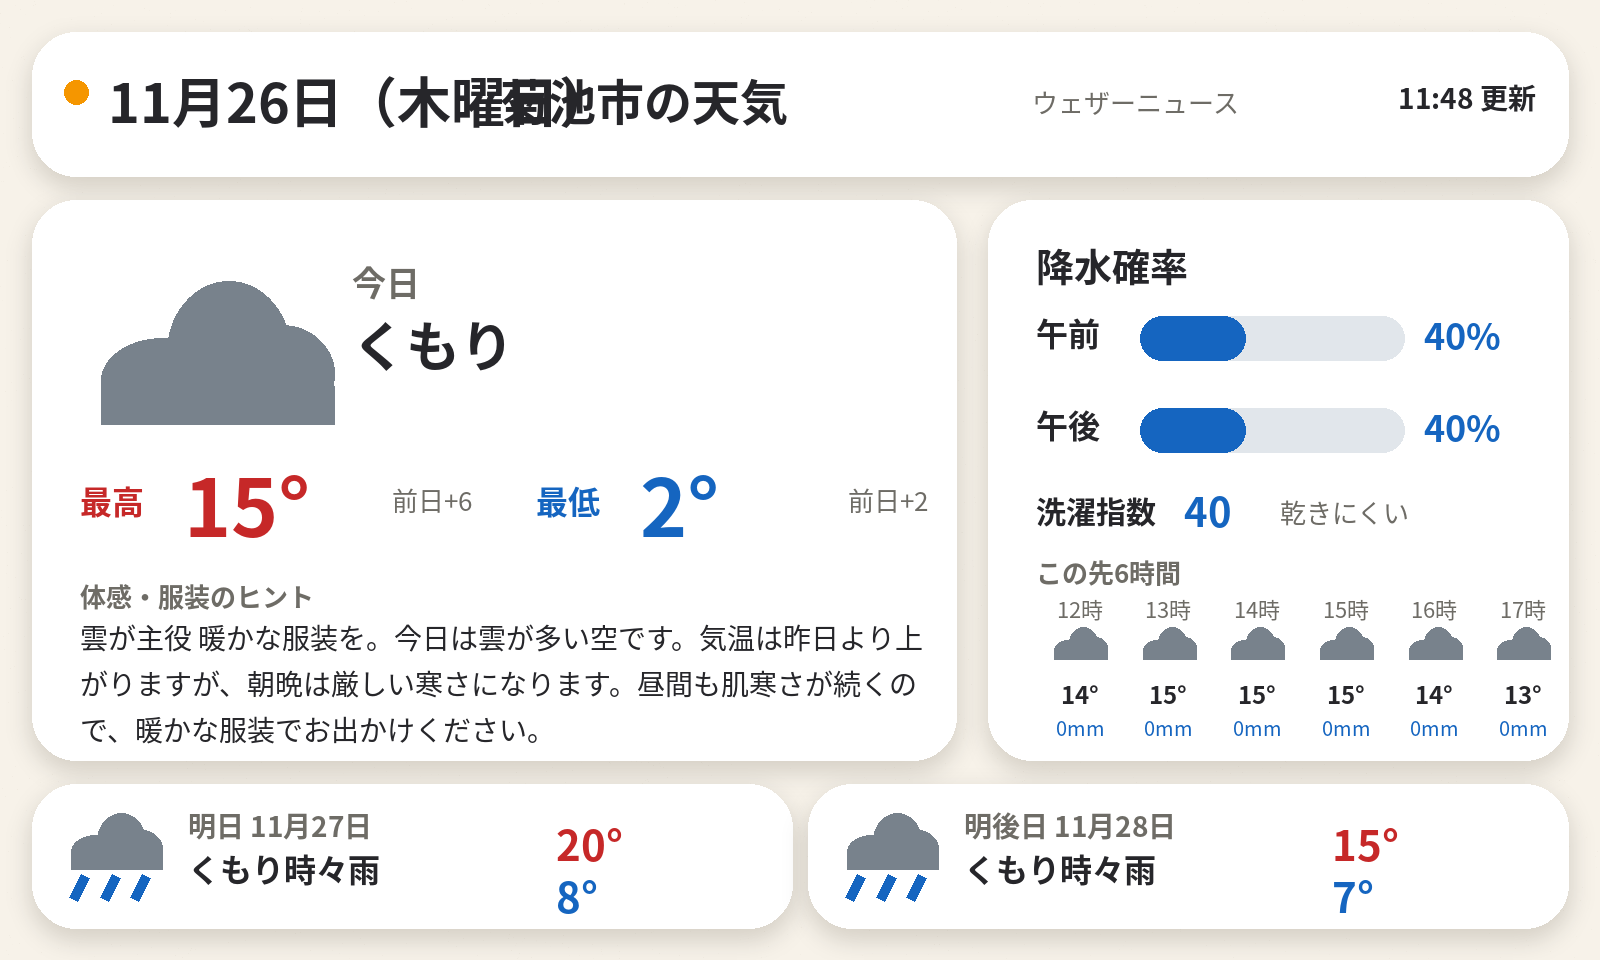 11月26日（木曜日）
菊池市の天気
ウェザーニュース
11:48 更新
今日
くもり
最高 15° 前日+6 最低 2° 前日+2
体感・服装のヒント
雲が主役 暖かな服装を。今日は雲が多い空です。気温は昨日より上
がりますが、朝晩は厳しい寒さになります。昼間も肌寒さが続くの
で、暖かな服装でお出かけください。
降水確率
午前 40%
午後 40%
洗濯指数 40 乾きにくい
この先6時間
12時 13時 14時 15時 16時 17時
14° 15° 15° 15° 14° 13°
0mm 0mm 0mm 0mm 0mm 0mm
明日 11月27日
くもり時々雨
20°
8°
明後日 11月28日
くもり時々雨
15°
7°